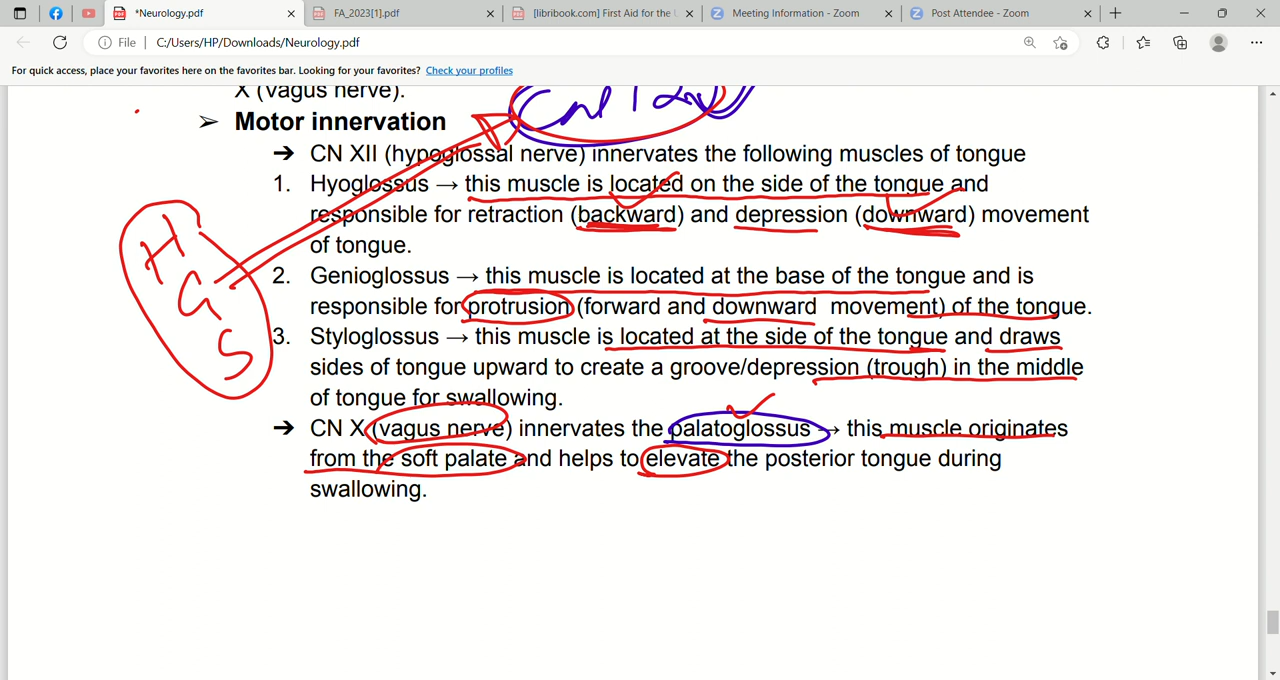 *Neurology.pdf
FA_2023[1].pdf
[libribook.com] First Aid for the
Meeting Information - Zoom
Post Attendee - Zoom
File
C:/Users/HP/Downloads/Neurology.pdf
For quick access, place your favorites here on the favorites bar. Looking for your favorites? Check your profiles
X (vagus nerve).
➢ Motor innervation
➔ CN XII (hypoglossal nerve) innervates the following muscles of tongue
1. Hyoglossus → this muscle is located on the side of the tongue and
responsible for retraction (backward) and depression (downward) movement
of tongue.
2. Genioglossus → this muscle is located at the base of the tongue and is
responsible for protrusion (forward and downward movement) of the tongue.
3. Styloglossus → this muscle is located at the side of the tongue and draws
sides of tongue upward to create a groove/depression (trough) in the middle
of tongue for swallowing.
➔ CN X (vagus nerve) innervates the palatoglossus → this muscle originates
from the soft palate and helps to elevate the posterior tongue during
swallowing.
H
G
S